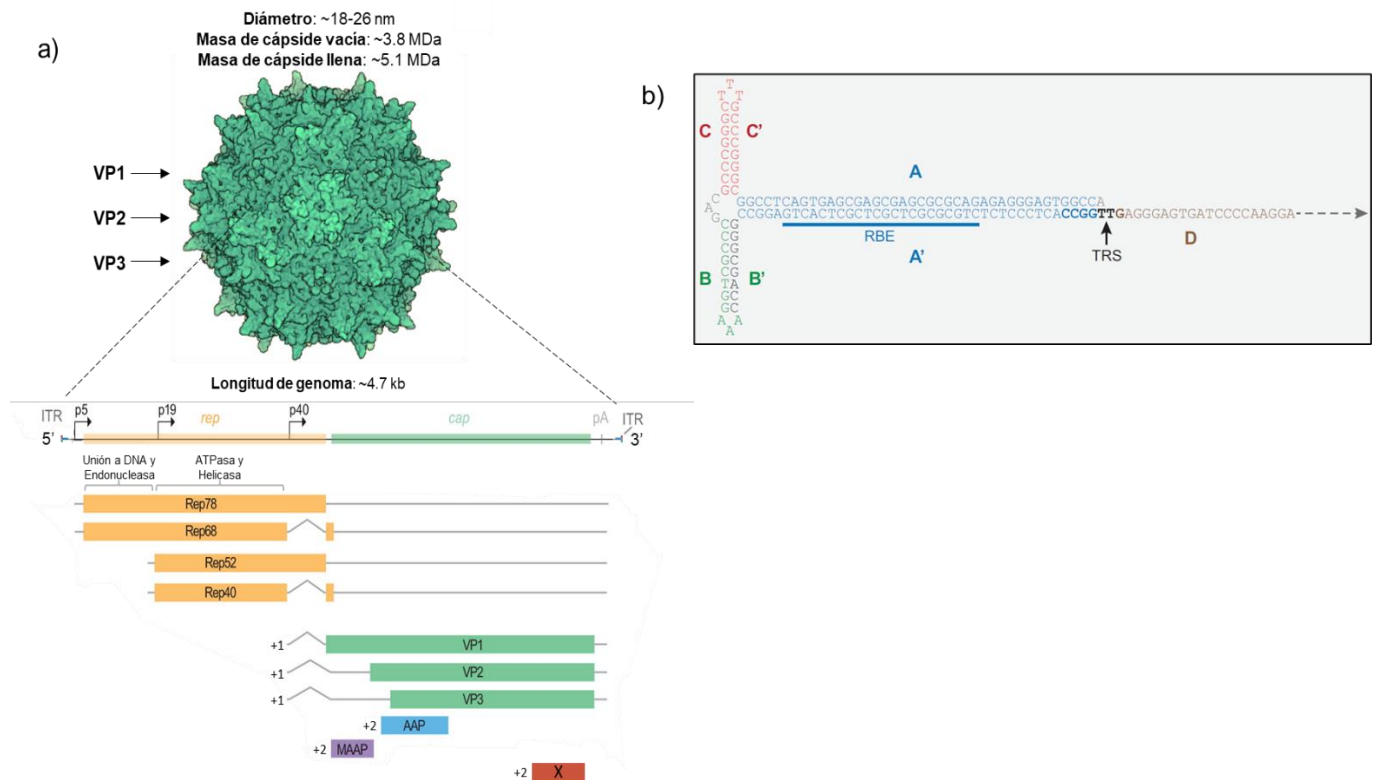 a)
Diámetro: ~18-26 nm
Masa de cápside vacía: ~3.8 MDa
Masa de cápside llena: ~5.1 MDa
VP1
VP2
VP3
Longitud de genoma: ~4.7 kb
ITR p5 p19 rep p40 cap pA ITR
5’ 3’
Unión a DNA y Endonucleasa
ATPasa y Helicasa
Rep78
Rep68
Rep52
Rep40
+1 VP1
+1 VP2
+1 VP3
+2 AAP
+2 MAAP
+2 X
b)
T
T T
C C’
A
GGCCTCAGTGAGCGAGCGAGCGCGCAGAGAGGGAGTGGCCA
CCGGAGTCACTCGCTCGCTCGCGCGTCTCTCCCTCACCGGTTGAGGGAGTGATCCCCAAGGA
RBE
A’
TRS
D
B B’
A A
A